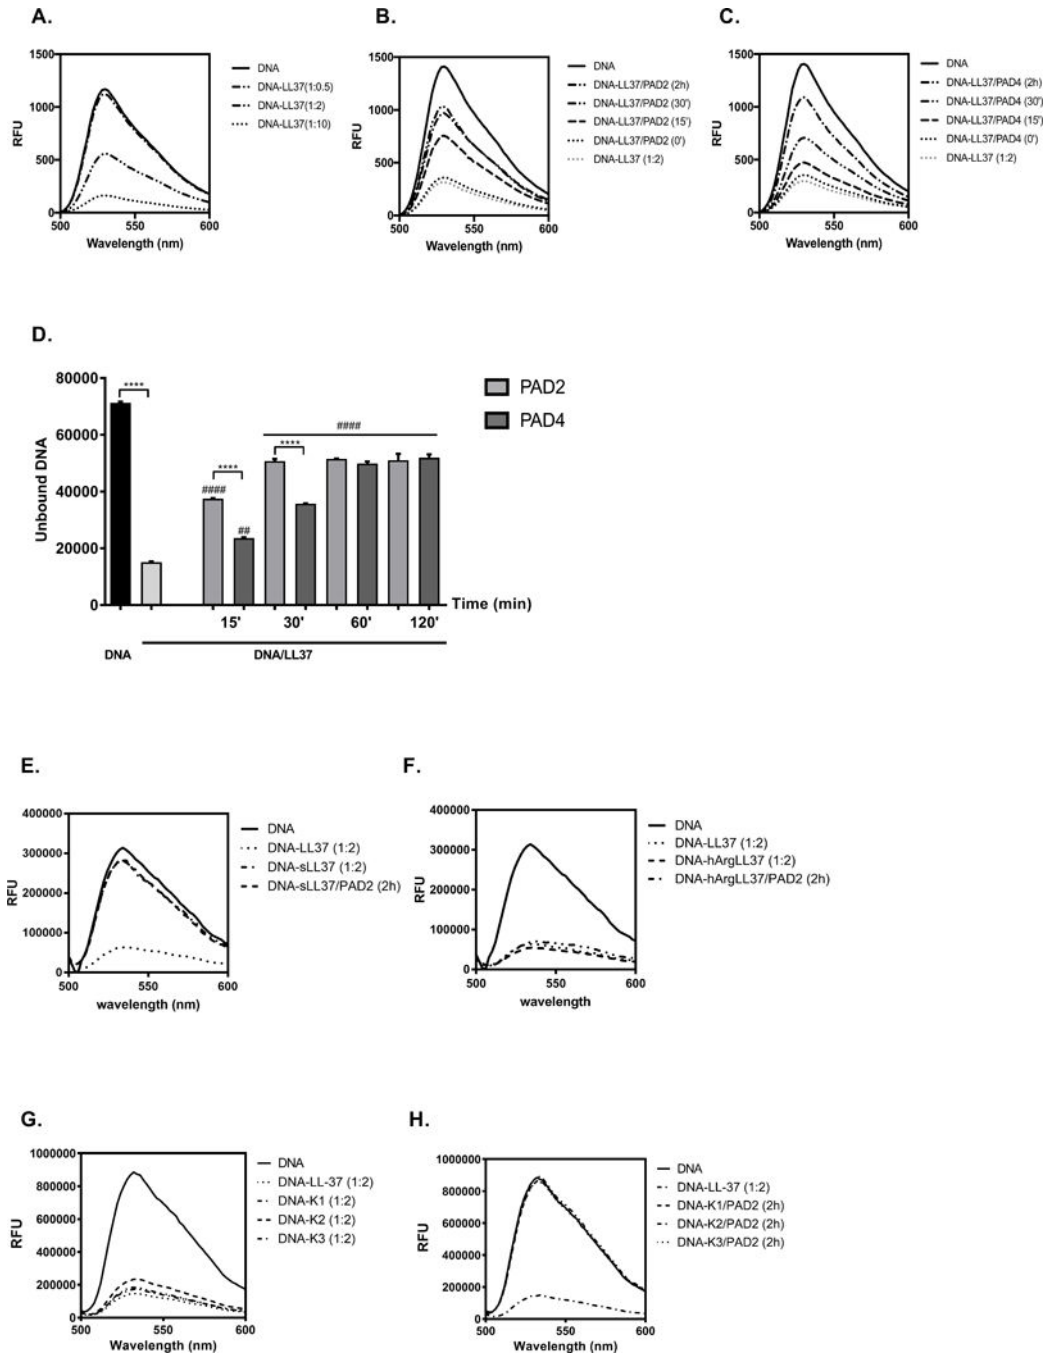 A.
1500
1000
500
0
500
550
600
RFU
Wavelength (nm)
DNA
DNA-LL37(1:0.5)
DNA-LL37(1:2)
DNA-LL37(1:10)
B.
1500
1000
500
0
500
550
600
RFU
Wavelength (nm)
DNA
DNA-LL37/PAD2 (2h)
DNA-LL37/PAD2 (30')
DNA-LL37/PAD2 (15')
DNA-LL37/PAD2 (0')
DNA-LL37 (1:2)
C.
1500
1000
500
0
500
550
600
RFU
Wavelength (nm)
DNA
DNA-LL37/PAD4 (2h)
DNA-LL37/PAD4 (30')
DNA-LL37/PAD4 (15')
DNA-LL37/PAD4 (0')
DNA-LL37 (1:2)
D.
80000
60000
40000
20000
0
Unbound DNA
****
####
****
##
****
####
PAD2
PAD4
Time (min)
15'
30'
60'
120'
DNA
DNA/LL37
E.
400000
300000
200000
100000
0
500
550
600
RFU
wavelength (nm)
DNA
DNA-LL37 (1:2)
DNA-sLL37 (1:2)
DNA-sLL37/PAD2 (2h)
F.
400000
300000
200000
100000
0
500
550
600
RFU
wavelength
DNA
DNA-LL37 (1:2)
DNA-hArgLL37 (1:2)
DNA-hArgLL37/PAD2 (2h)
G.
1000000
800000
600000
400000
200000
0
500
550
600
RFU
Wavelength (nm)
DNA
DNA-LL-37 (1:2)
DNA-K1 (1:2)
DNA-K2 (1:2)
DNA-K3 (1:2)
H.
1000000
800000
600000
400000
200000
0
500
550
600
RFU
Wavelength (nm)
DNA
DNA-LL-37 (1:2)
DNA-K1/PAD2 (2h)
DNA-K2/PAD2 (2h)
DNA-K3/PAD2 (2h)